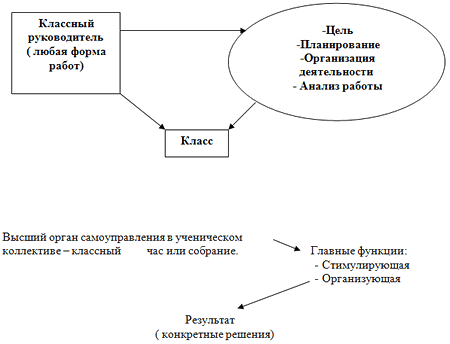 Классный
руководитель
( любая форма
работ)
-Цель
-Планирование
-Организация
деятельности
- Анализ работы
Класс
Высший орган самоуправления в ученическом
коллективе – классный час или собрание.
Главные функции:
- Стимулирующая
- Организующая
Результат
( конкретные решения)